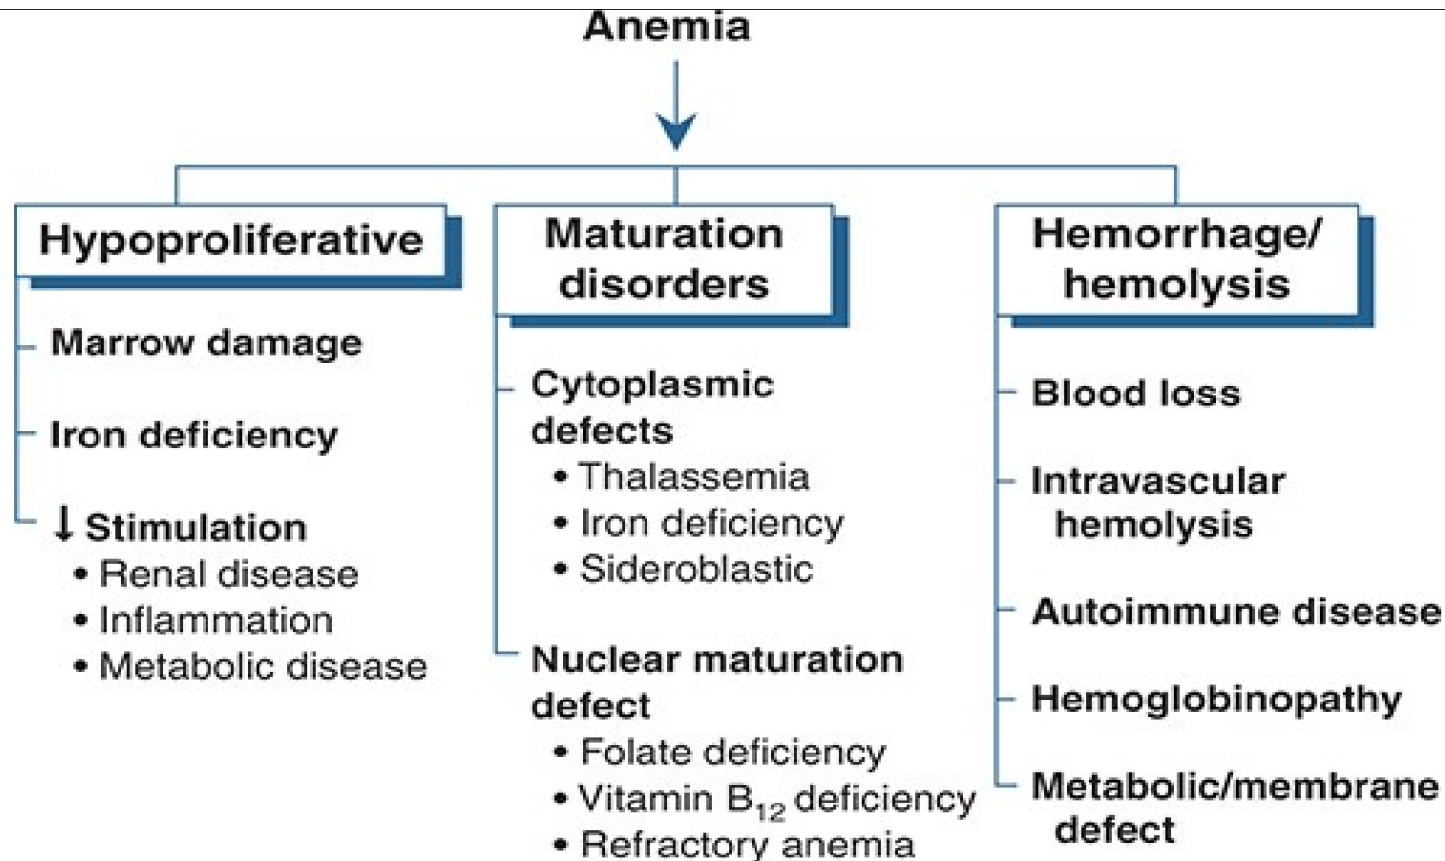 Anemia
Hypoproliferative
Marrow damage
Iron deficiency
↓ Stimulation
• Renal disease
• Inflammation
• Metabolic disease
Maturation
disorders
Cytoplasmic
defects
• Thalassemia
• Iron deficiency
• Sideroblastic
Nuclear maturation
defect
• Folate deficiency
• Vitamin B₁₂ deficiency
• Refractory anemia
Hemorrhage/
hemolysis
Blood loss
Intravascular
hemolysis
Autoimmune disease
Hemoglobinopathy
Metabolic/membrane
defect